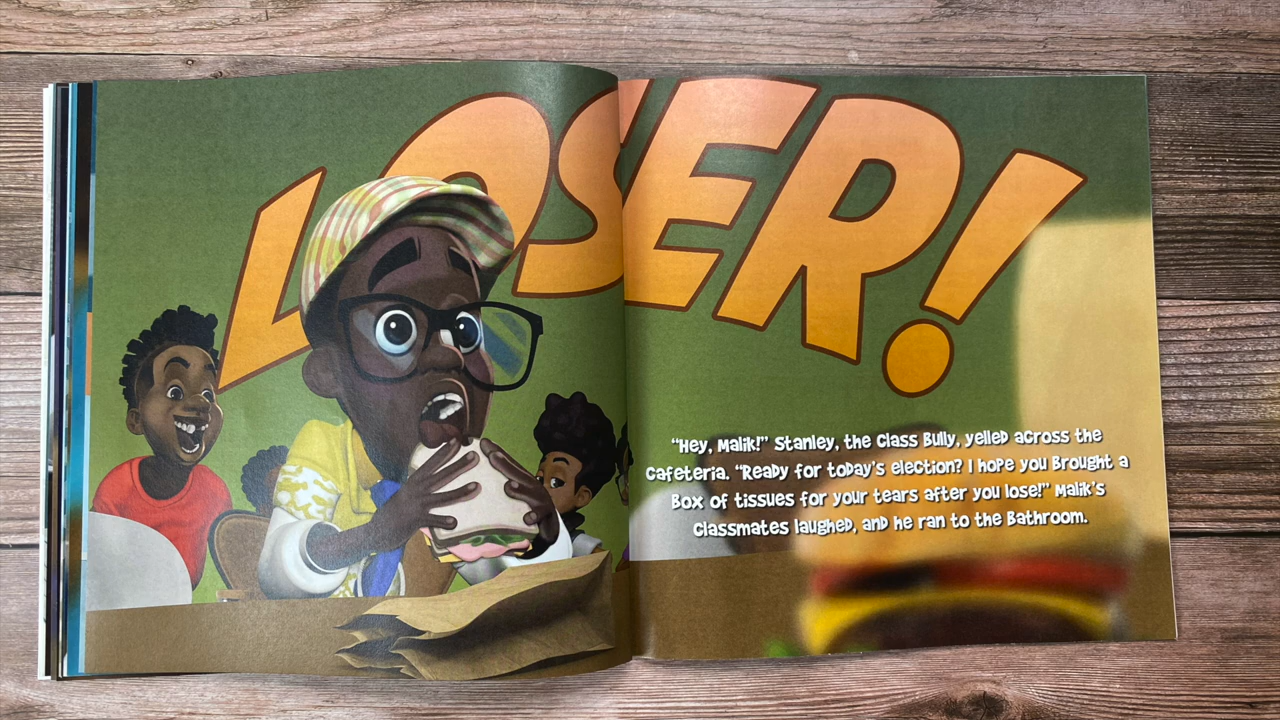 LOSER!
"Hey, Malik!" Stanley, the Class Bully, yelled across the
cafeteria. "Ready for today's election? I hope you Brought a
Box of tissues for your tears after you lose!" Malik's
Classmates laughed, and he ran to the Bathroom.